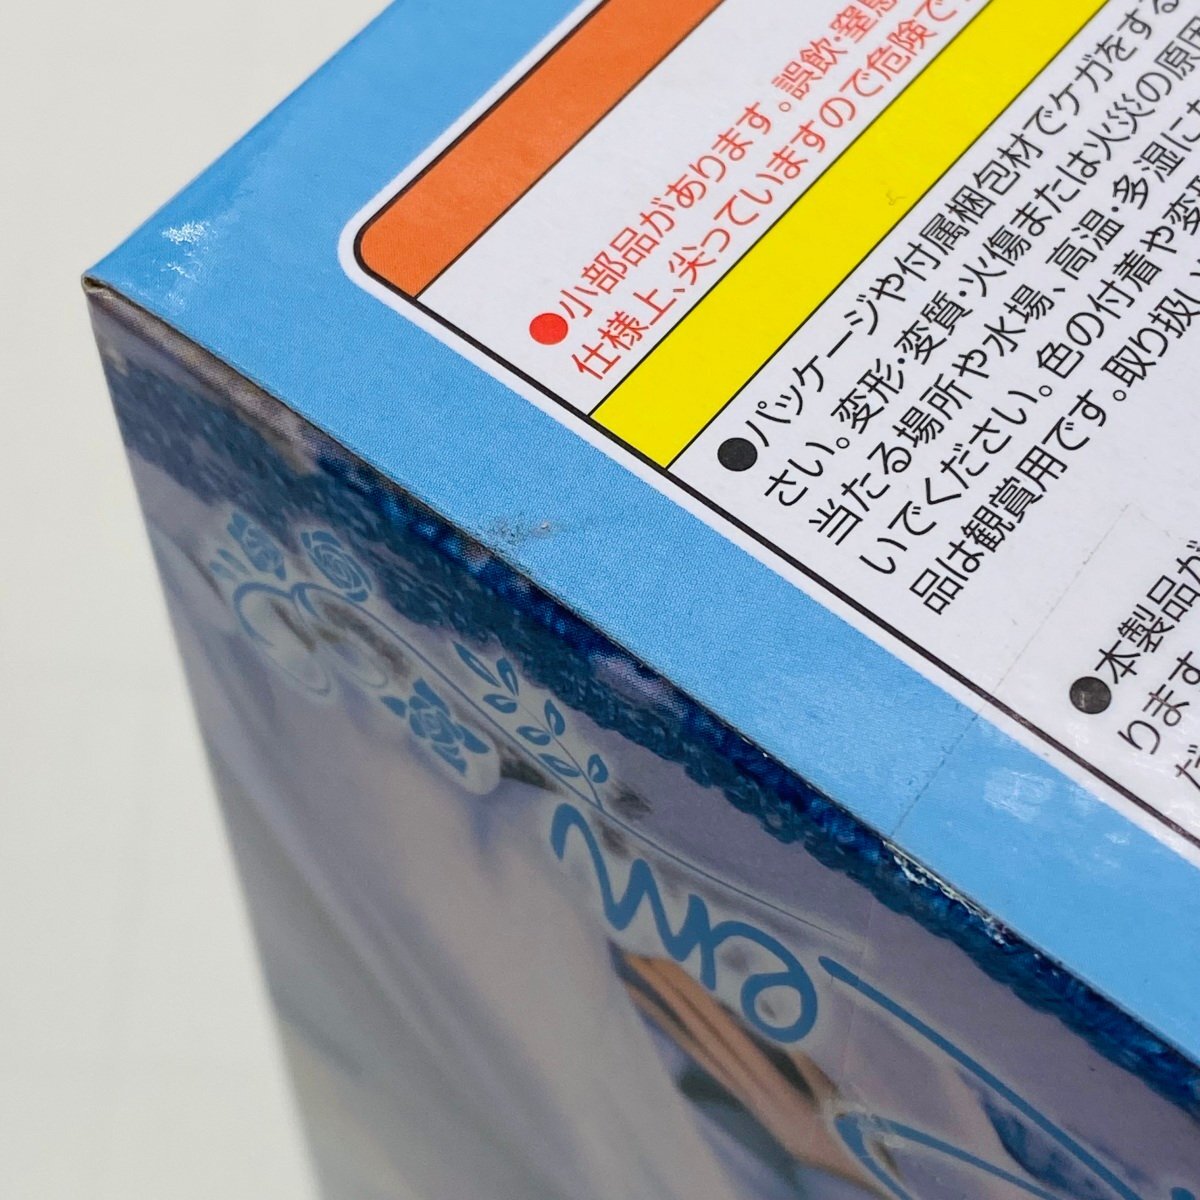 ●小部品があります。誤飲・窒息
仕様上、尖っていますので危険で
●パッケージや付属梱包材でケガをする
さい。変形・変質・火傷または火災の原因
当たる場所や水場、高温・多湿に
いでください。色の付着や変
品は観賞用です。取り扱い
●本製品が
ります
だ